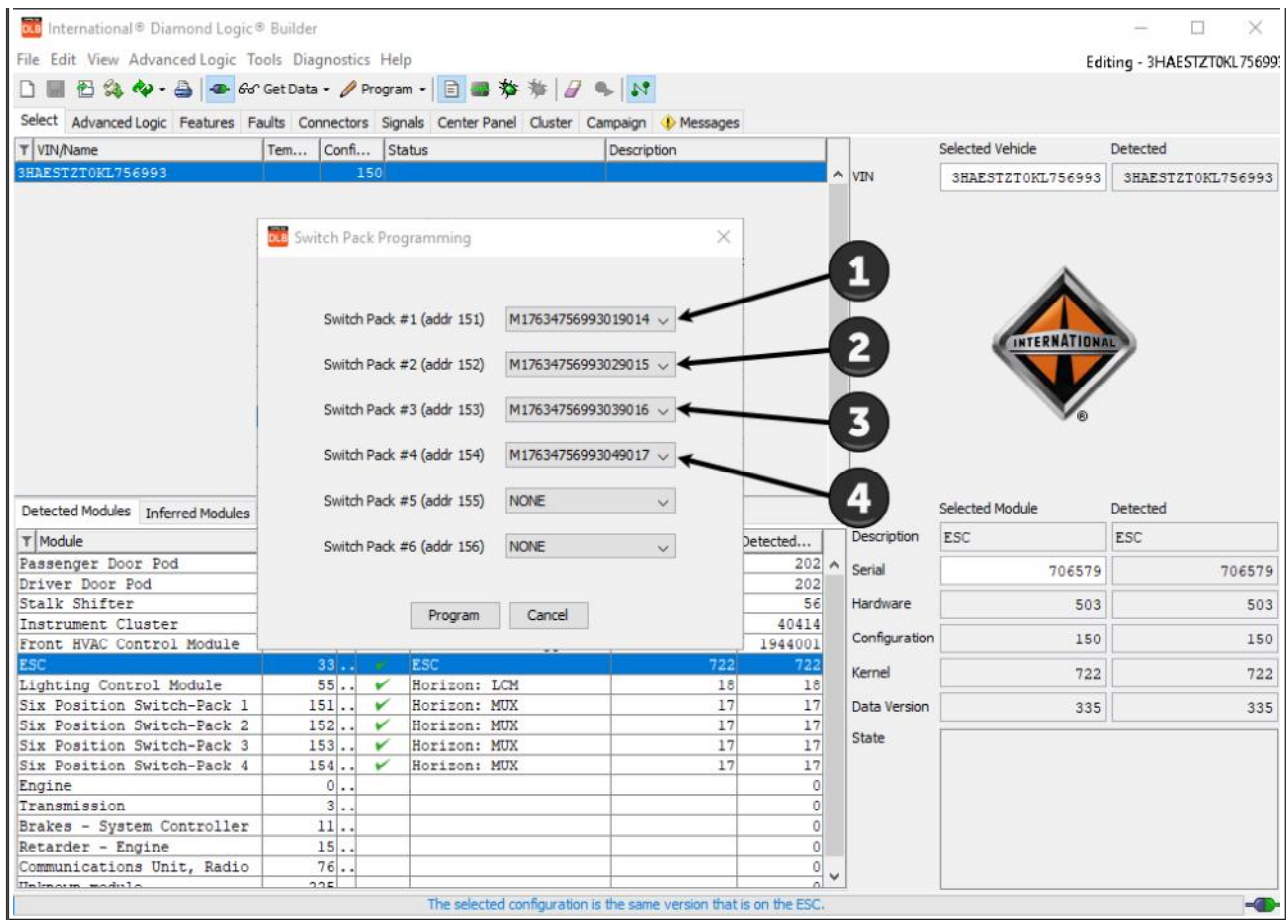 International® Diamond Logic® Builder
File Edit View Advanced Logic Tools Diagnostics Help
Editing - 3HAESTZT0KL75699
Get Data Program
Select Advanced Logic Features Faults Connectors Signals Center Panel Cluster Campaign Messages
VIN/Name Tem... Confi... Status Description
3HAESTZT0KL756993 150
Selected Vehicle Detected
VIN 3HAESTZT0KL756993 3HAESTZT0KL756993
DLB Switch Pack Programming
Switch Pack #1 (addr 151) M17634756993019014
Switch Pack #2 (addr 152) M17634756993029015
Switch Pack #3 (addr 153) M17634756993039016
Switch Pack #4 (addr 154) M17634756993049017
Switch Pack #5 (addr 155) NONE
Switch Pack #6 (addr 156) NONE
Program Cancel
1
2
3
4
INTERNATIONAL ®
Detected Modules Inferred Modules
Module Detected...
Passenger Door Pod 202
Driver Door Pod 202
Stalk Shifter 56
Instrument Cluster 40414
Front HVAC Control Module 1944001
ESC 33.. ESC 722 722
Lighting Control Module 55.. Horizon: LCM 18 18
Six Position Switch-Pack 1 151.. Horizon: MUX 17 17
Six Position Switch-Pack 2 152.. Horizon: MUX 17 17
Six Position Switch-Pack 3 153.. Horizon: MUX 17 17
Six Position Switch-Pack 4 154.. Horizon: MUX 17 17
Engine 0.. 0
Transmission 3.. 0
Brakes - System Controller 11.. 0
Retarder - Engine 15.. 0
Communications Unit, Radio 76.. 0
Selected Module Detected
Description ESC ESC
Serial 706579 706579
Hardware 503 503
Configuration 150 150
Kernel 722 722
Data Version 335 335
State
The selected configuration is the same version that is on the ESC.